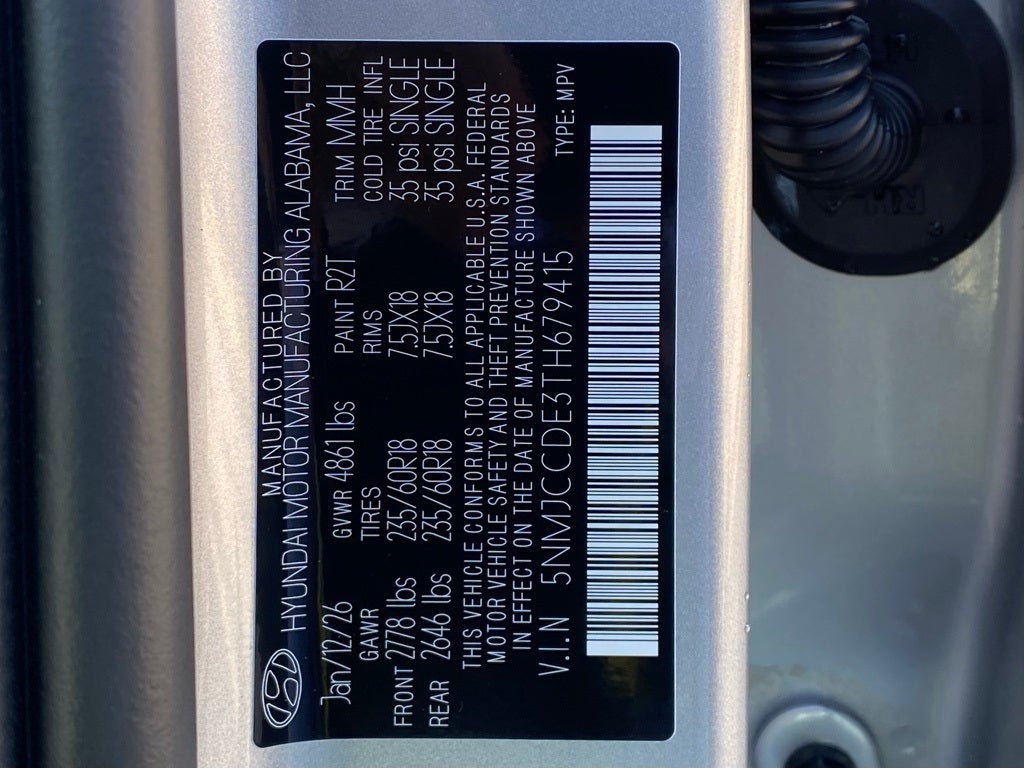 MANUFACTURED BY
HYUNDAI MOTOR MANUFACTURING ALABAMA, LLC
Jan/12/26 GVWR 4861 lbs PAINT R2T TRIM MMH
GAWR TIRES RIMS COLD TIRE INFL
FRONT 2778 lbs 235/60R18 7.5JX18 35 psi SINGLE
REAR 2646 lbs 235/60R18 7.5JX18 35 psi SINGLE
THIS VEHICLE CONFORMS TO ALL APPLICABLE U.S.A. FEDERAL
MOTOR VEHICLE SAFETY AND THEFT PREVENTION STANDARDS
IN EFFECT ON THE DATE OF MANUFACTURE SHOWN ABOVE
V.I.N 5NMJCCDE3TH679415 TYPE: MPV